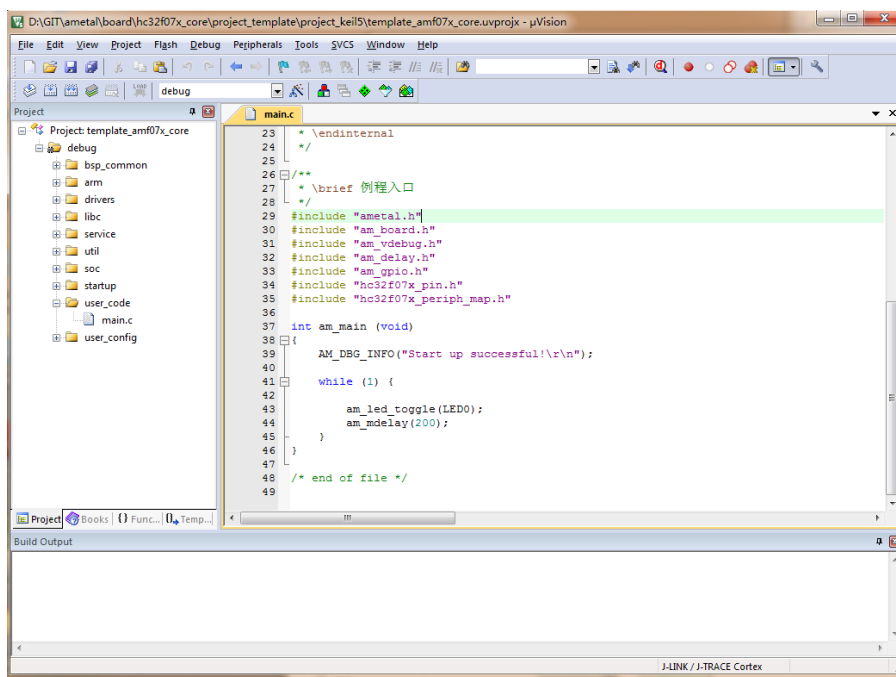 D:\GIT\ametal\board\hc32f07x_core\project_template\project_keil5\template_amf07x_core.uvprojx - µVision
File Edit View Project Flash Debug Peripherals Tools SVCS Window Help
LOAD debug
Project
main.c
Project: template_amf07x_core
debug
bsp_common
arm
drivers
libc
service
util
soc
startup
user_code
main.c
user_config
23 * \endinternal
24 */
25
26 /**
27 * \brief 例程入口
28 */
29 #include "ametal.h"
30 #include "am_board.h"
31 #include "am_vdebug.h"
32 #include "am_delay.h"
33 #include "am_gpio.h"
34 #include "hc32f07x_pin.h"
35 #include "hc32f07x_periph_map.h"
36
37 int am_main (void)
38 {
39 AM_DBG_INFO("Start up successful!\r\n");
40
41 while (1) {
42
43 am_led_toggle(LED0);
44 am_mdelay(200);
45 }
46 }
47
48 /* end of file */
49
Project Books {} Func... Temp...
Build Output
J-LINK / J-TRACE Cortex